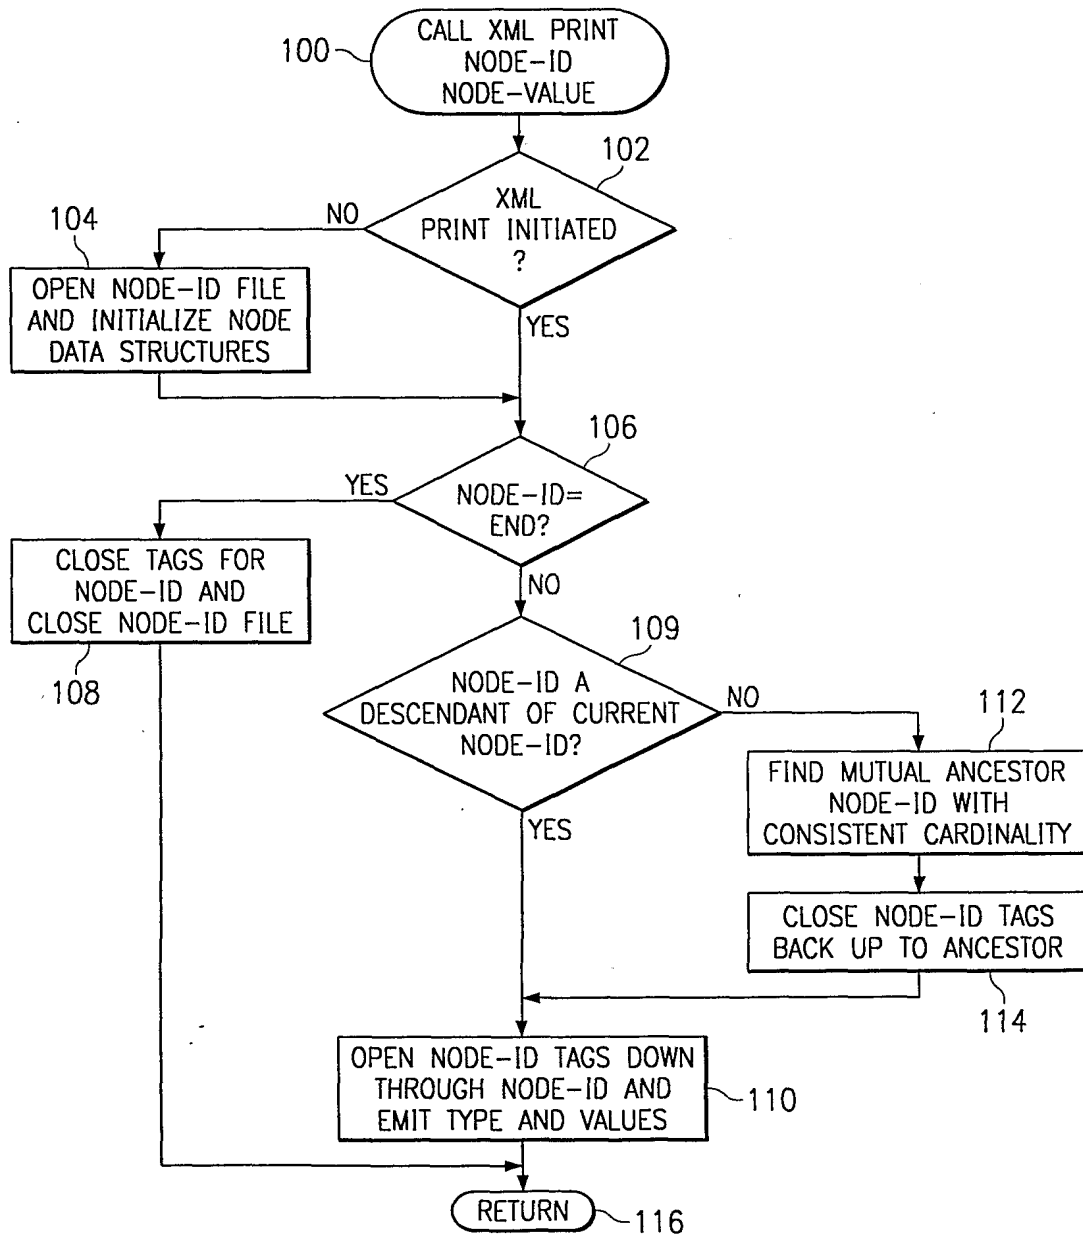 CALL XML PRINT
NODE-ID
NODE-VALUE
100
102
XML
PRINT INITIATED
?
NO
YES
104
OPEN NODE-ID FILE
AND INITIALIZE NODE
DATA STRUCTURES
106
NODE-ID=
END?
YES
NO
CLOSE TAGS FOR
NODE-ID AND
CLOSE NODE-ID FILE
108
109
NODE-ID A
DESCENDANT OF CURRENT
NODE-ID?
NO
YES
112
FIND MUTUAL ANCESTOR
NODE-ID WITH
CONSISTENT CARDINALITY
CLOSE NODE-ID TAGS
BACK UP TO ANCESTOR
114
OPEN NODE-ID TAGS DOWN
THROUGH NODE-ID AND
EMIT TYPE AND VALUES
110
RETURN
116